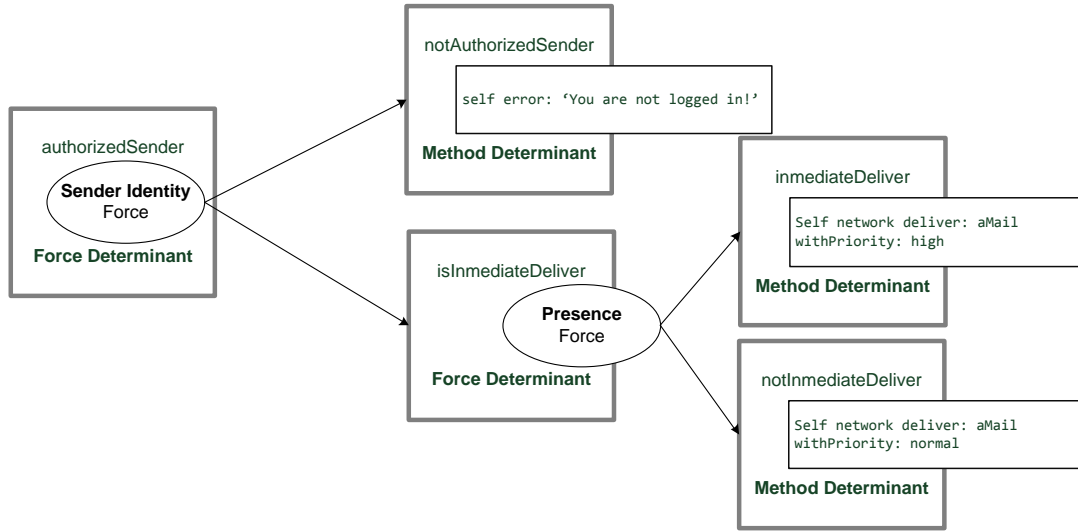 authorizedSender
Sender Identity
Force
Force Determinant
notAuthorizedSender
self error: ‘You are not logged in!’
Method Determinant
isInmediateDeliver
Presence
Force
Force Determinant
inmediateDeliver
Self network deliver: aMail
withPriority: high
Method Determinant
notInmediateDeliver
Self network deliver: aMail
withPriority: normal
Method Determinant